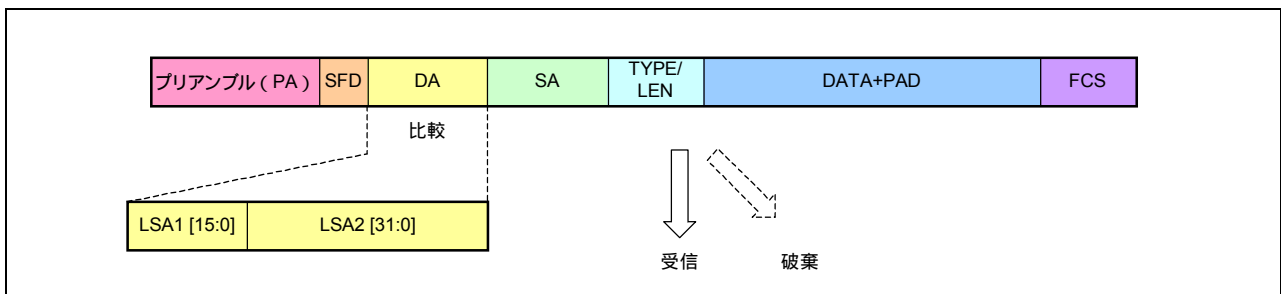 プリアンブル（PA）
SFD
DA
SA
TYPE/
LEN
DATA+PAD
FCS
比較
LSA1 [15:0]
LSA2 [31:0]
受信
破棄